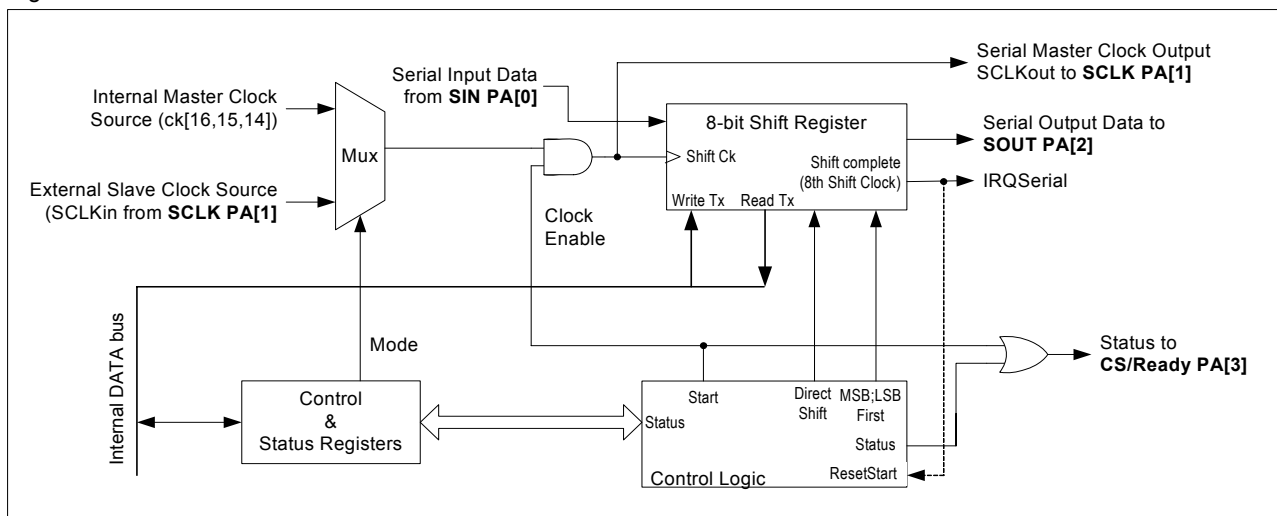 Serial Master Clock Output
SCLKout to SCLK PA[1]
Serial Input Data
from SIN PA[0]
Internal Master Clock
Source (ck[16,15,14])
Mux
8-bit Shift Register
Shift Ck
Shift complete
(8th Shift Clock)
Write Tx
Read Tx
Serial Output Data to
SOUT PA[2]
IRQSerial
External Slave Clock Source
(SCLKin from SCLK PA[1]
Clock
Enable
Internal DATA bus
Mode
Status to
CS/Ready PA[3]
Control
&
Status Registers
Status
Start
Direct
Shift
MSB;LSB
First
Status
ResetStart
Control Logic